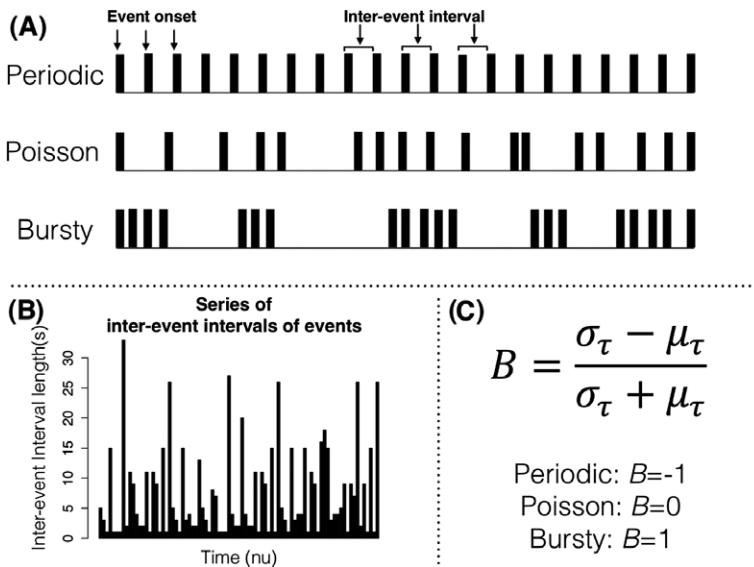 (A)
Event onset
Inter-event interval
Periodic
Poisson
Bursty
(B)
Series of
inter-event intervals of events
Inter-event Interval length(s)
30
25
20
15
10
5
0
Time (nu)
(C)
B = (στ − μτ) / (στ + μτ)
Periodic: B=-1
Poisson: B=0
Bursty: B=1